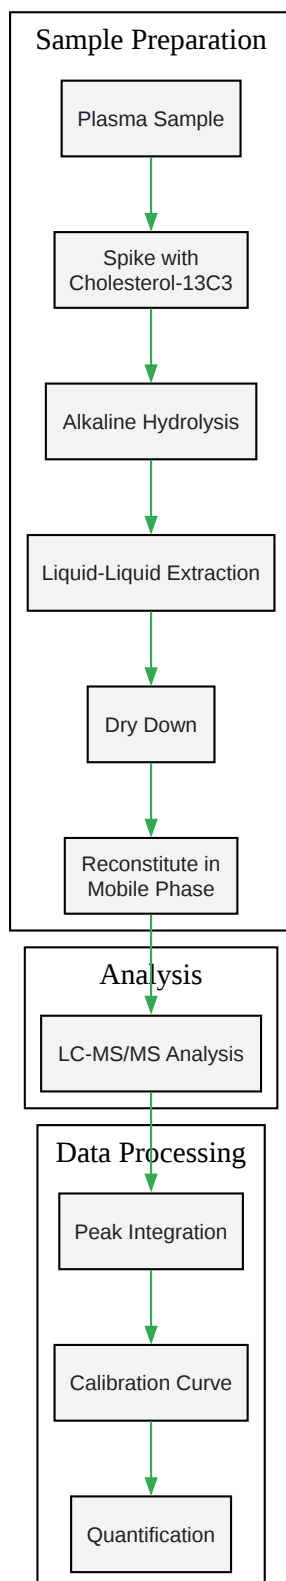 Sample Preparation
Plasma Sample
Spike with
Cholesterol-13C3
Alkaline Hydrolysis
Liquid-Liquid Extraction
Dry Down
Reconstitute in
Mobile Phase
Analysis
LC-MS/MS Analysis
Data Processing
Peak Integration
Calibration Curve
Quantification